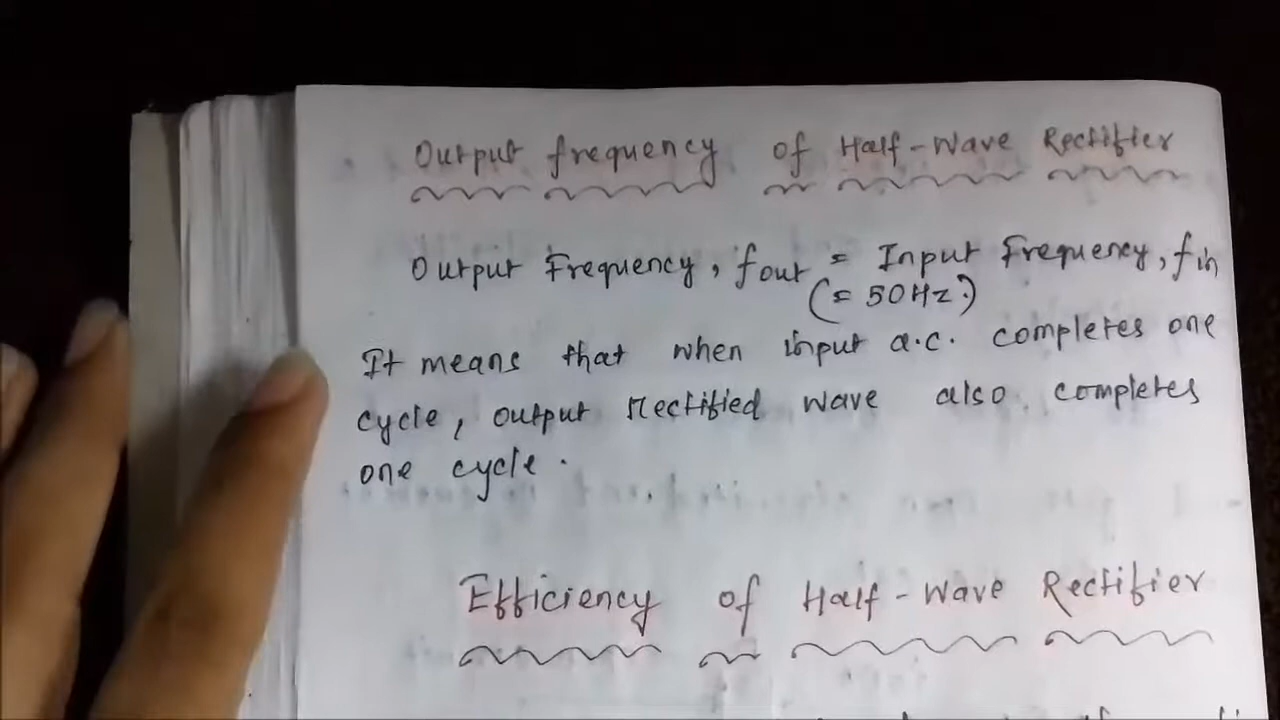 Output frequency of Half-Wave Rectifier
Output Frequency, fout = Input Frequency, fin
(= 50Hz)
It means that when input a.c. completes one
cycle, output rectified wave also completes
one cycle.
Efficiency of Half-Wave Rectifier